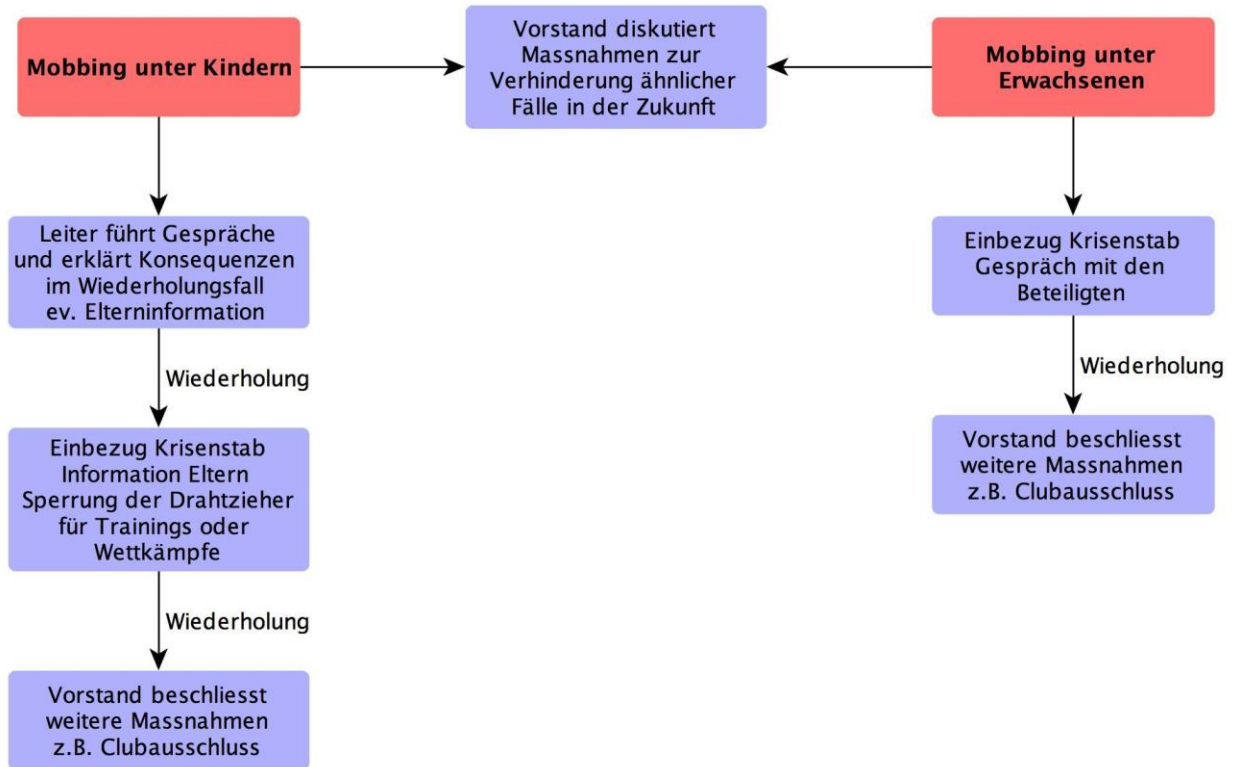 Mobbing unter Kindern
Vorstand diskutiert
Massnahmen zur
Verhinderung ähnlicher
Fälle in der Zukunft
Mobbing unter
Erwachsenen
Leiter führt Gespräche
und erklärt Konsequenzen
im Wiederholungsfall
ev. Elterninformation
Einbezug Krisenstab
Gespräch mit den
Beteiligten
Wiederholung
Wiederholung
Einbezug Krisenstab
Information Eltern
Sperrung der Drahtzieher
für Trainings oder
Wettkämpfe
Vorstand beschliesst
weitere Massnahmen
z.B. Clubausschluss
Wiederholung
Vorstand beschliesst
weitere Massnahmen
z.B. Clubausschluss